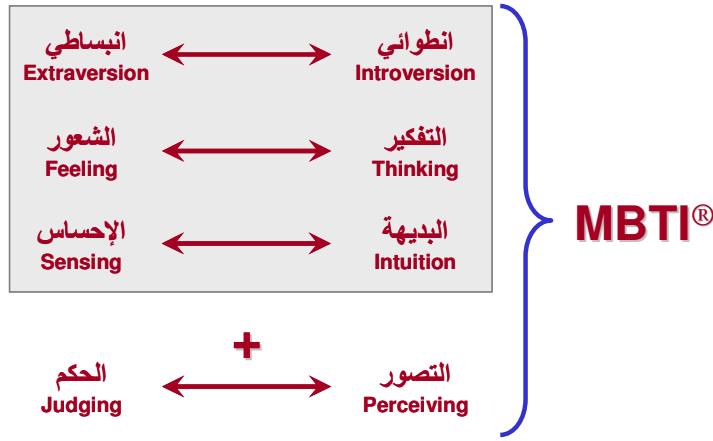 انبساطي
Extraversion
انطوائي
Introversion
الشعور
Feeling
التفكير
Thinking
الإحساس
Sensing
البديهة
Intuition
MBTI®
+
الحكم
Judging
التصور
Perceiving